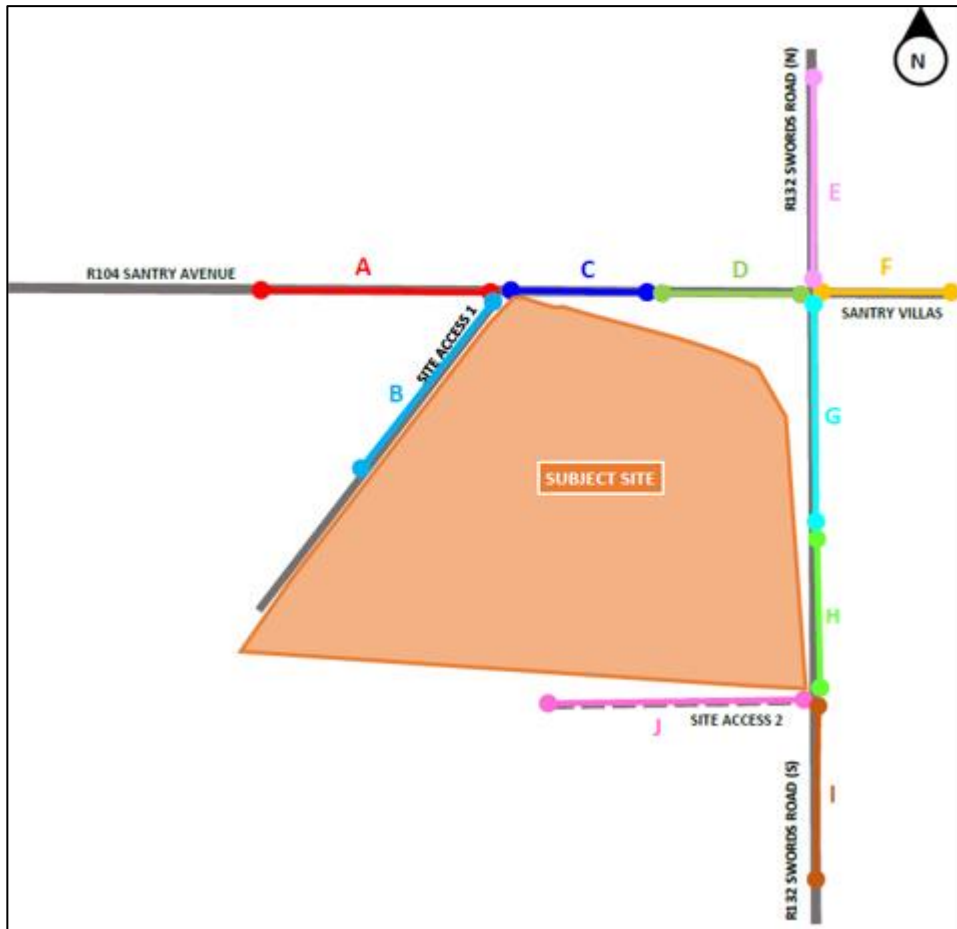 N
R132 SWORDS ROAD (N)
E
R104 SANTRY AVENUE
A
C
D
F
SANTRY VILLAS
SITE ACCESS 1
B
G
SUBJECT SITE
H
SITE ACCESS 2
J
I
R132 SWORDS ROAD (S)